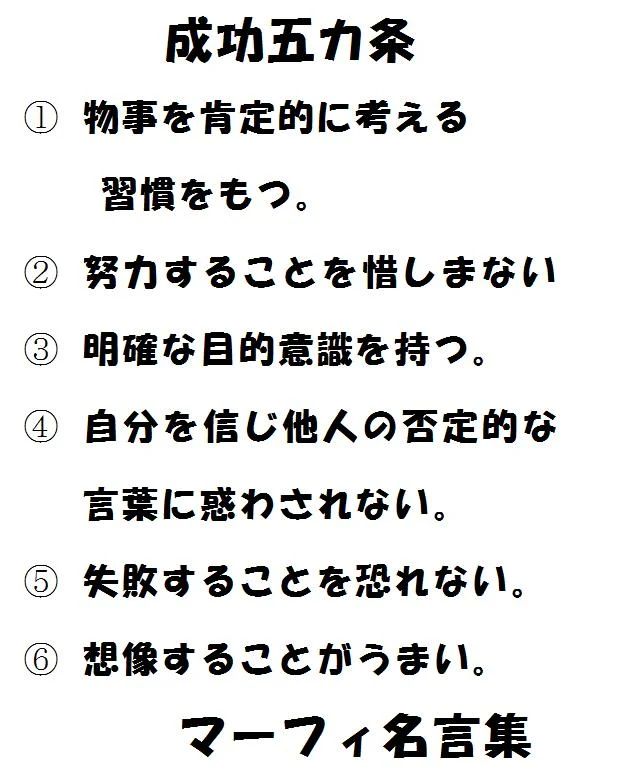 成功五カ条
① 物事を肯定的に考える
習慣をもつ。
② 努力することを惜しまない
③ 明確な目的意識を持つ。
④ 自分を信じ他人の否定的な
言葉に惑わされない。
⑤ 失敗することを恐れない。
⑥ 想像することがうまい。
マーフィ名言集